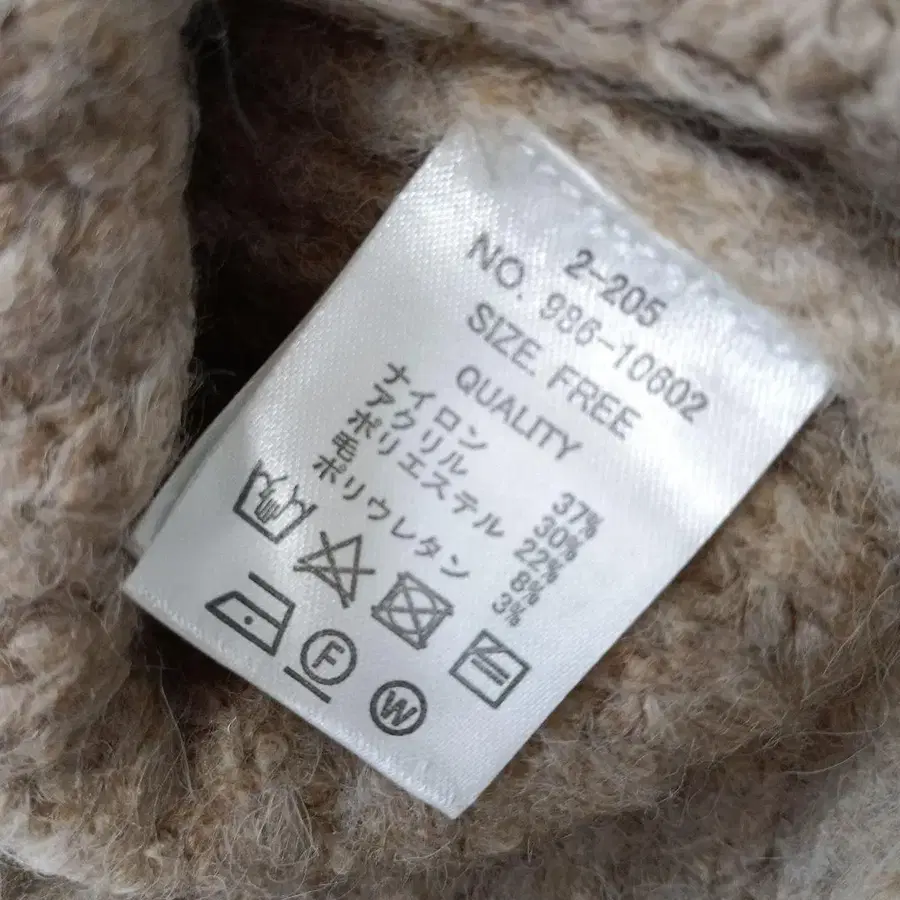 2-205
NO. 986-10602
SIZE. FREE
QUALITY
ナイロン 37%
アクリル 30%
ポリエステル 22%
毛 8%
ポリウレタン 3%
F
W